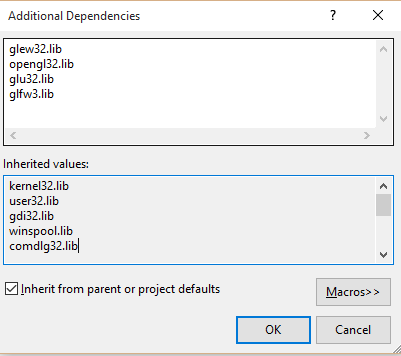 Additional Dependencies
glew32.lib
opengl32.lib
glu32.lib
glfw3.lib
Inherited values:
kernel32.lib
user32.lib
gdi32.lib
winspool.lib
comdlg32.lib
Inherit from parent or project defaults
Macros>>
OK
Cancel